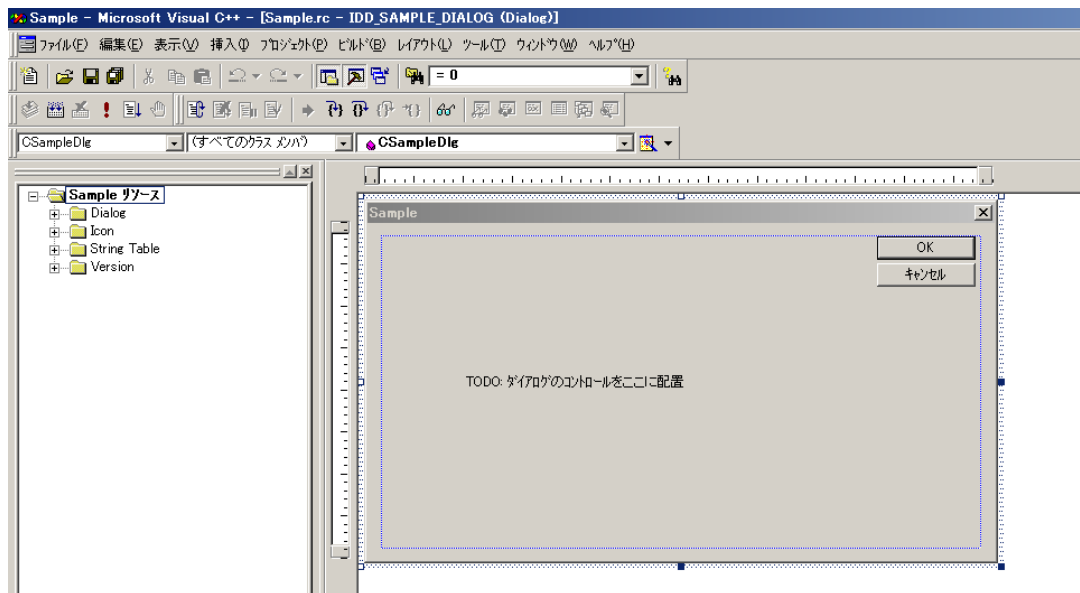 Sample - Microsoft Visual C++ - [Sample.rc - IDD_SAMPLE_DIALOG (Dialog)]
ﾌｧｲﾙ(F) 編集(E) 表示(V) 挿入(I) ﾌﾟﾛｼﾞｪｸﾄ(P) ﾋﾞﾙﾄﾞ(B) ﾚｲｱｳﾄ(L) ﾂｰﾙ(T) ｳｨﾝﾄﾞｳ(W) ﾍﾙﾌﾟ(H)
= 0
CSampleDlg (すべてのｸﾗｽ ﾒﾝﾊﾞ) CSampleDlg
Sample ﾘｿｰｽ
Dialog
Icon
String Table
Version
Sample
OK
ｷｬﾝｾﾙ
TODO: ﾀﾞｲｱﾛｸﾞのｺﾝﾄﾛｰﾙをここに配置